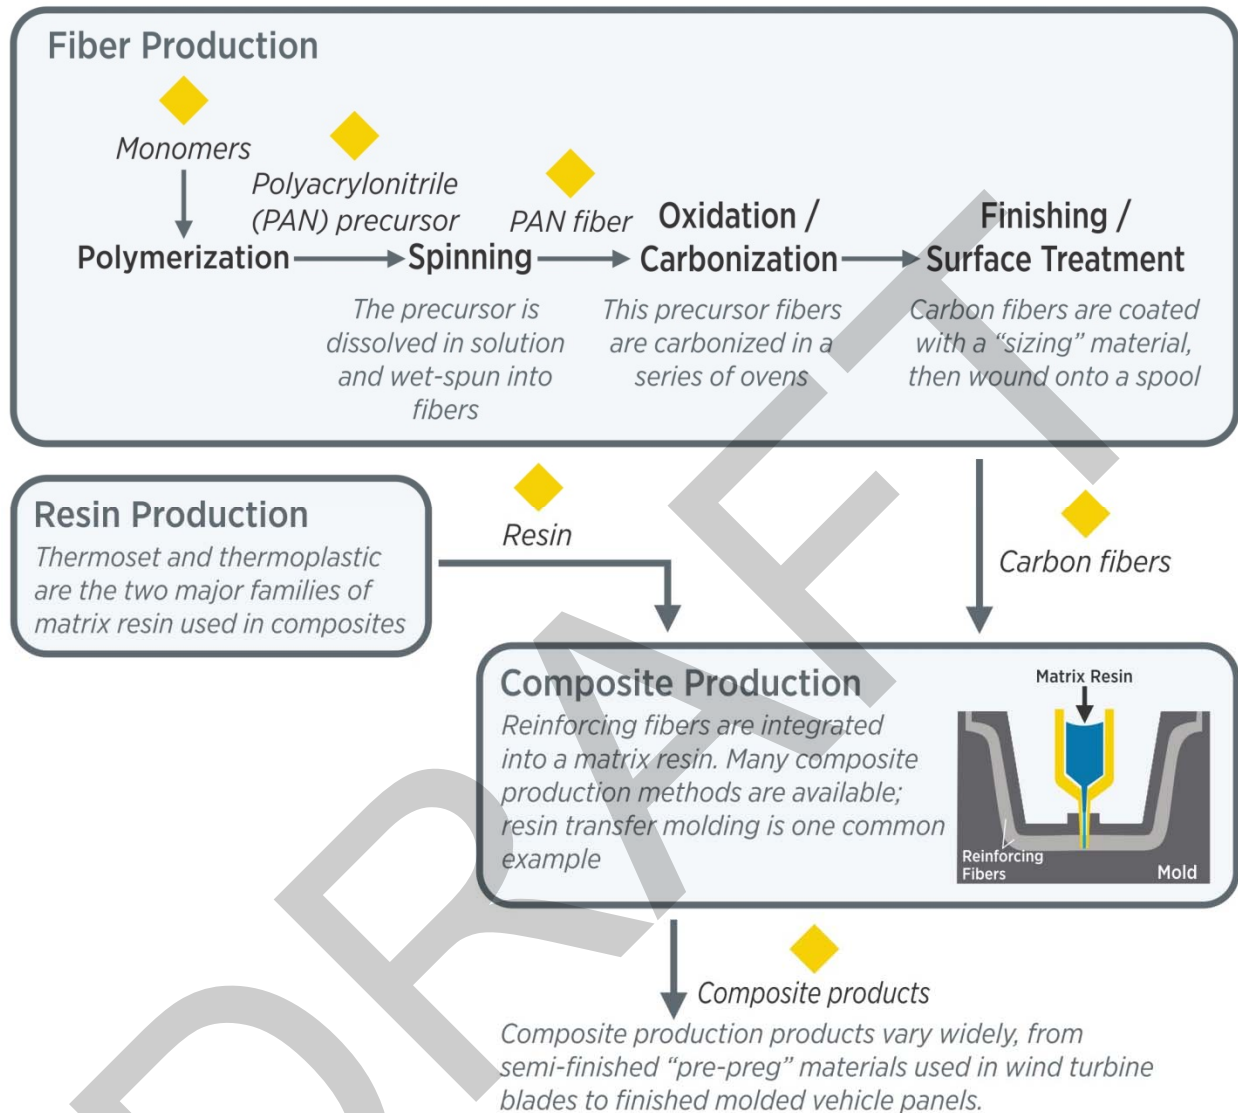 Fiber Production
Monomers
Polyacrylonitrile
(PAN) precursor
PAN fiber
Polymerization
Spinning
Oxidation /
Carbonization
Finishing /
Surface Treatment
The precursor is
dissolved in solution
and wet-spun into
fibers
This precursor fibers
are carbonized in a
series of ovens
Carbon fibers are coated
with a “sizing” material,
then wound onto a spool
Resin Production
Thermoset and thermoplastic
are the two major families of
matrix resin used in composites
Resin
Carbon fibers
Composite Production
Reinforcing fibers are integrated
into a matrix resin. Many composite
production methods are available;
resin transfer molding is one common
example
Matrix Resin
Reinforcing
Fibers
Mold
Composite products
Composite production products vary widely, from
semi-finished “pre-preg” materials used in wind turbine
blades to finished molded vehicle panels.
DRAFT